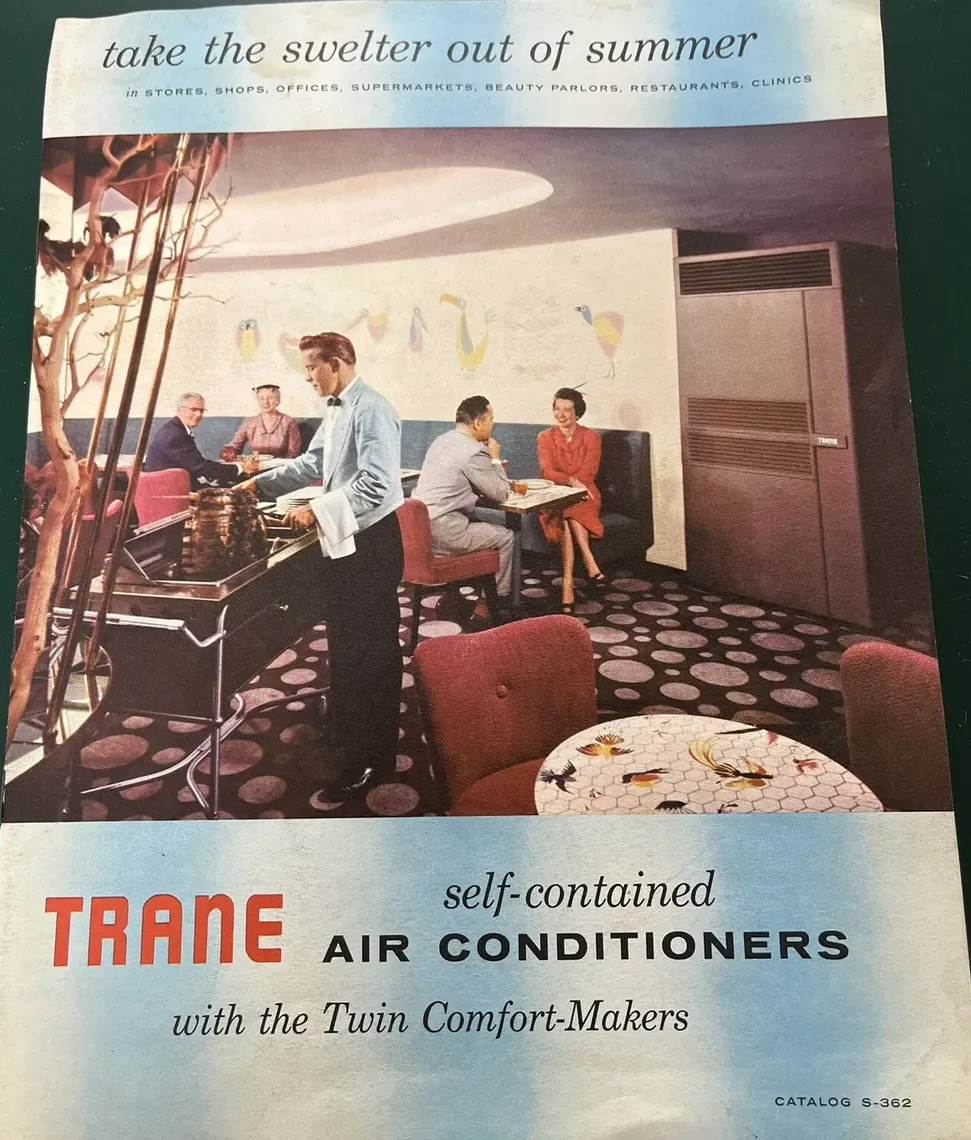 take the swelter out of summer
in STORES, SHOPS, OFFICES, SUPERMARKETS, BEAUTY PARLORS, RESTAURANTS, CLINICS
TRANE
TRANE
self-contained
AIR CONDITIONERS
with the Twin Comfort-Makers
CATALOG S-362